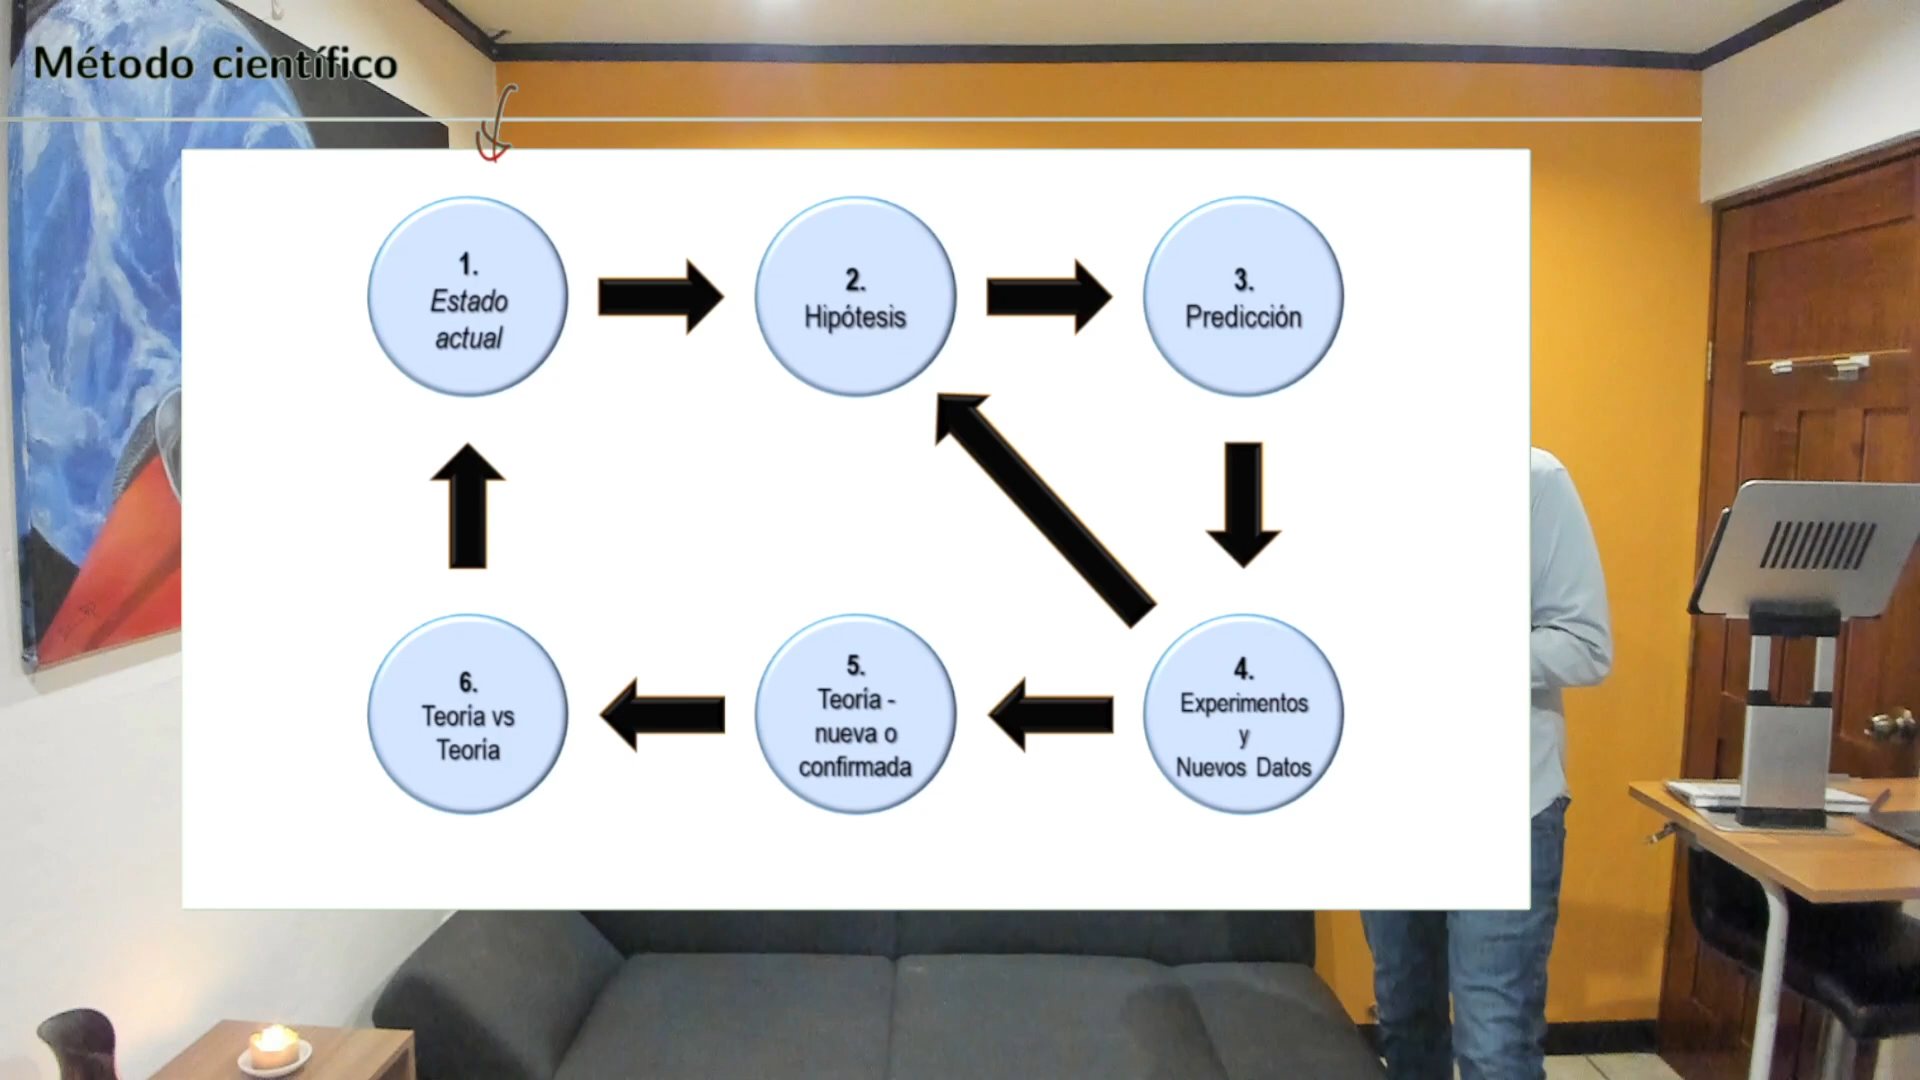 Método científico
1.
Estado
actual
2.
Hipótesis
3.
Predicción
4.
Experimentos
y
Nuevos Datos
5.
Teoria -
nueva o
confirmada
6.
Teoria vs
Teoria